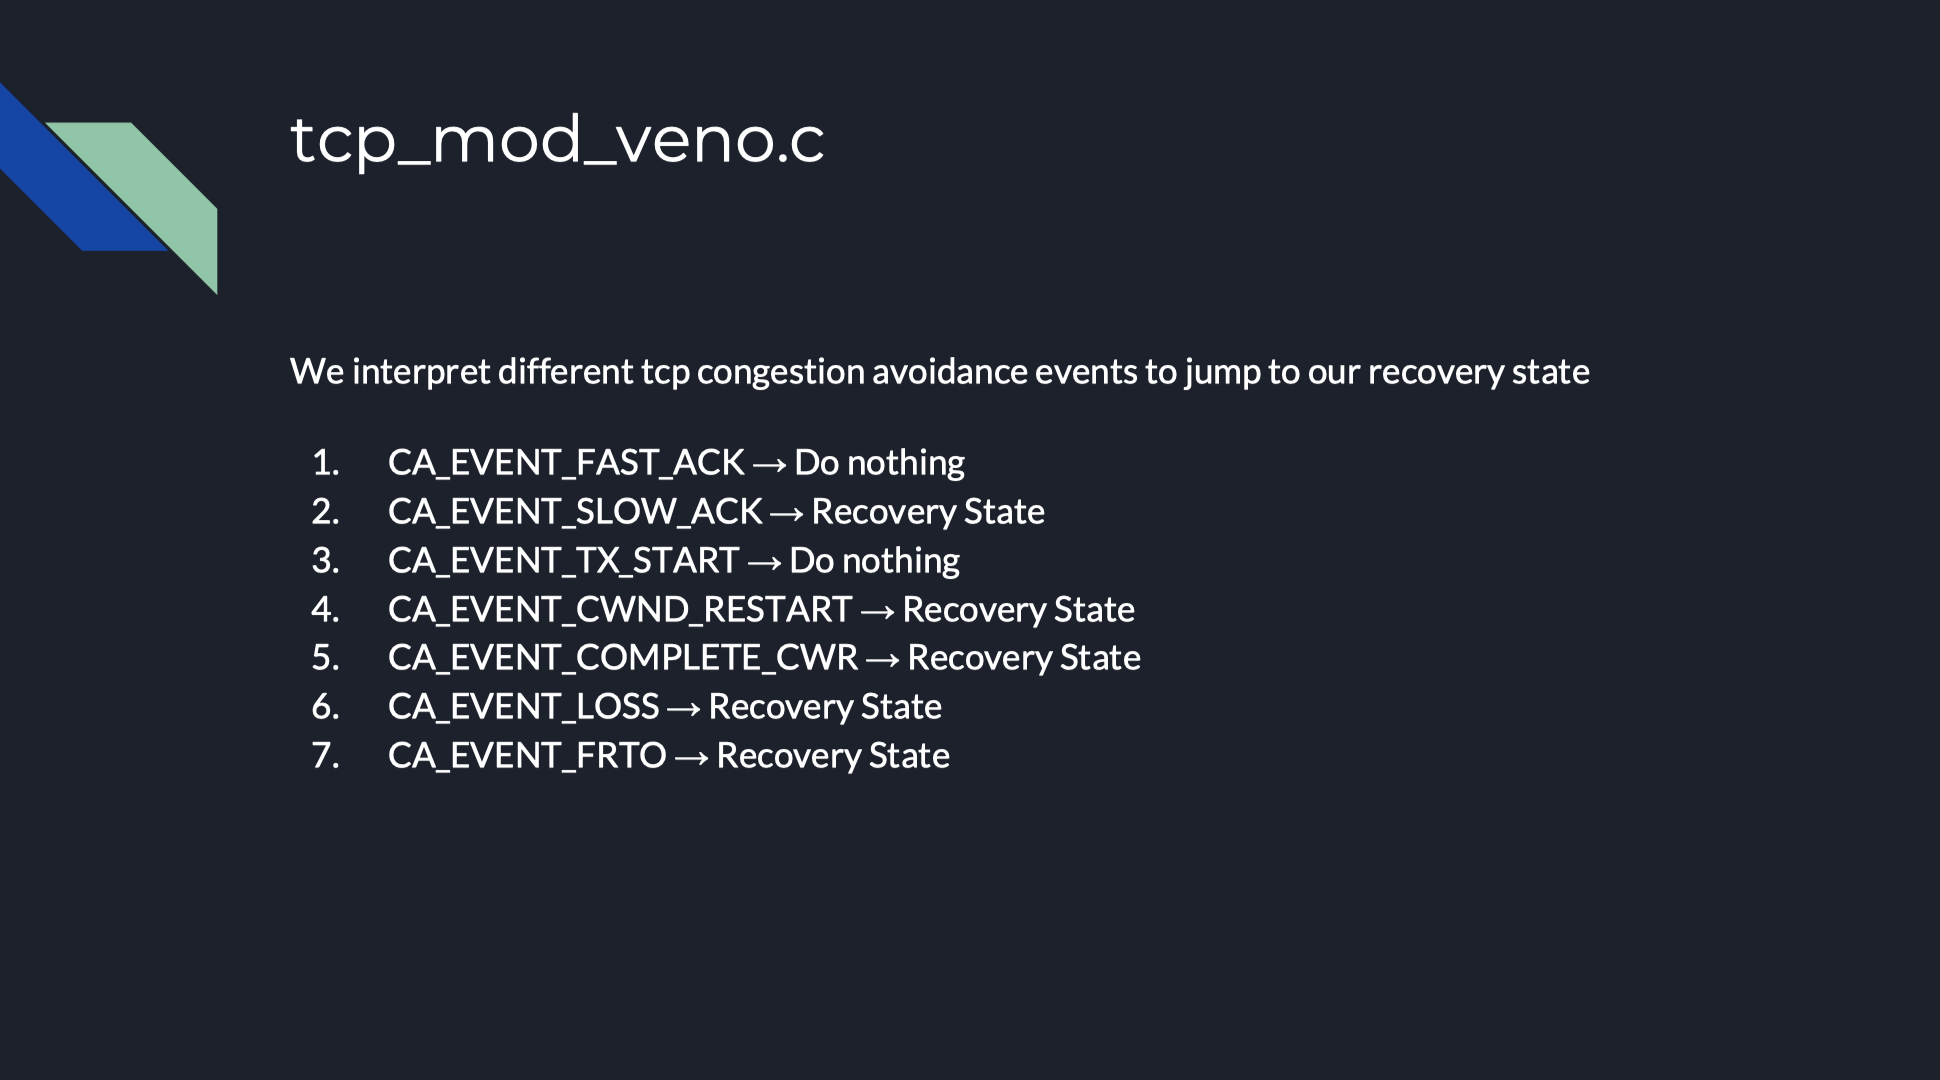 tcp_mod_veno.c
We interpret different tcp congestion avoidance events to jump to our recovery state
1. CA_EVENT_FAST_ACK → Do nothing
2. CA_EVENT_SLOW_ACK → Recovery State
3. CA_EVENT_TX_START → Do nothing
4. CA_EVENT_CWND_RESTART → Recovery State
5. CA_EVENT_COMPLETE_CWR → Recovery State
6. CA_EVENT_LOSS → Recovery State
7. CA_EVENT_FRTO → Recovery State